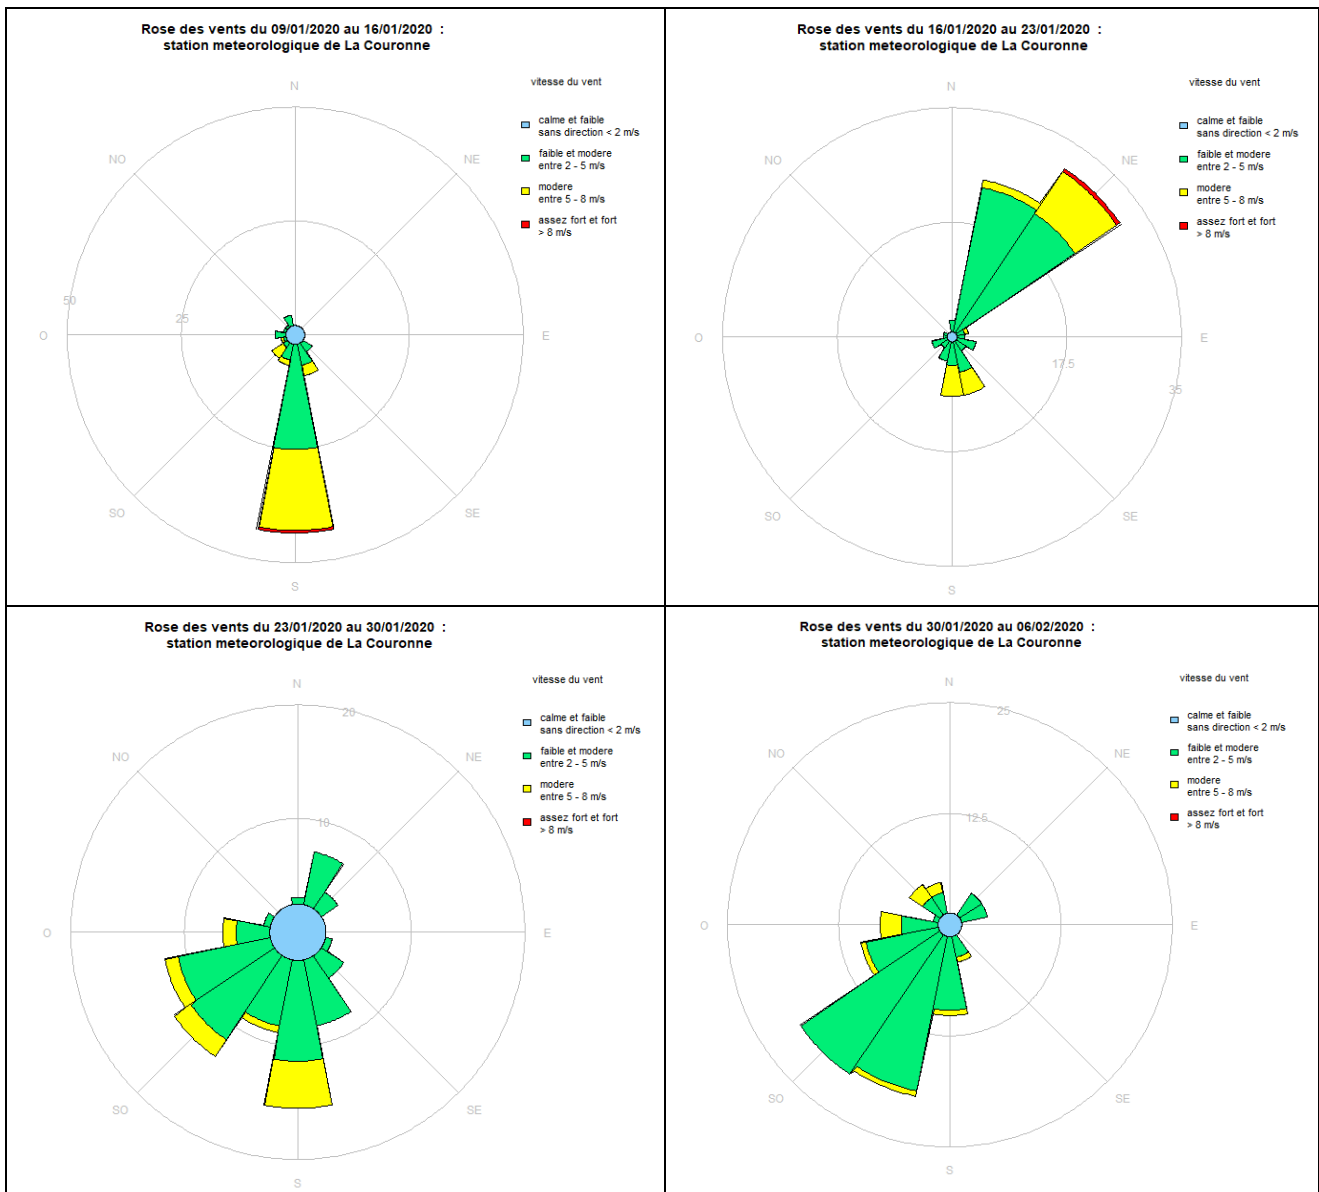 Rose des vents du 09/01/2020 au 16/01/2020 :
station meteorologique de La Couronne
vitesse du vent
calme et faible
sans direction < 2 m/s
faible et modere
entre 2 - 5 m/s
modere
entre 5 - 8 m/s
assez fort et fort
> 8 m/s
N
NO
NE
50
25
O
E
SO
SE
S
Rose des vents du 16/01/2020 au 23/01/2020 :
station meteorologique de La Couronne
vitesse du vent
calme et faible
sans direction < 2 m/s
faible et modere
entre 2 - 5 m/s
modere
entre 5 - 8 m/s
assez fort et fort
> 8 m/s
N
NO
NE
O
E
17.5
35
SO
SE
S
Rose des vents du 23/01/2020 au 30/01/2020 :
station meteorologique de La Couronne
vitesse du vent
calme et faible
sans direction < 2 m/s
faible et modere
entre 2 - 5 m/s
modere
entre 5 - 8 m/s
assez fort et fort
> 8 m/s
N
20
NO
NE
10
O
E
SO
SE
S
Rose des vents du 30/01/2020 au 06/02/2020 :
station meteorologique de La Couronne
vitesse du vent
calme et faible
sans direction < 2 m/s
faible et modere
entre 2 - 5 m/s
modere
entre 5 - 8 m/s
assez fort et fort
> 8 m/s
N
25
NO
NE
12.5
O
E
SO
SE
S